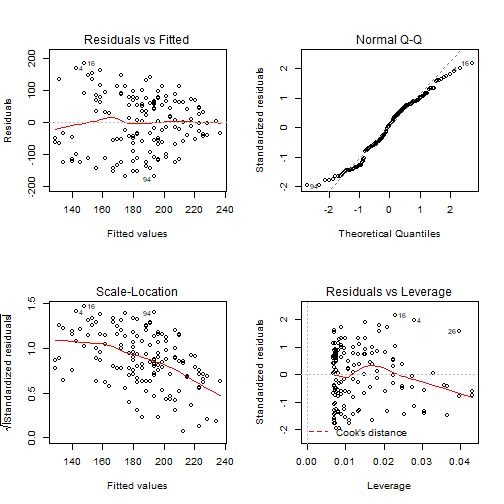 Residuals vs Fitted
Residuals
200
100
0
-100
-200
16
4
94
140 160 180 200 220 240
Fitted values
Normal Q-Q
Standardized residuals
2
1
0
-1
-2
16
94
-2 -1 0 1 2
Theoretical Quantiles
Scale-Location
√|Standardized residuals|
1.5
1.0
0.5
0.0
16
4
94
140 160 180 200 220 240
Fitted values
Residuals vs Leverage
Standardized residuals
2
1
0
-1
-2
16
4
26
Cook's distance
0.00 0.01 0.02 0.03 0.04
Leverage